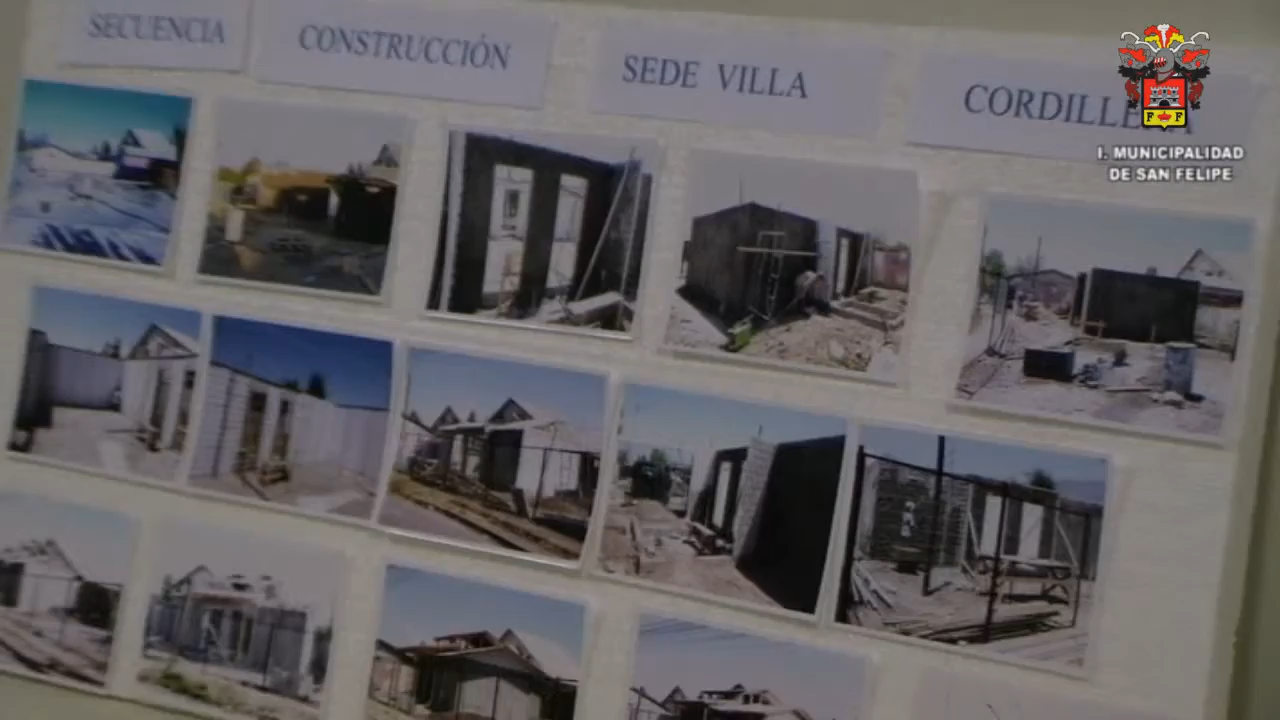 SECUENCIA CONSTRUCCIÓN SEDE VILLA
I. MUNICIPALIDAD
DE SAN FELIPE
F F